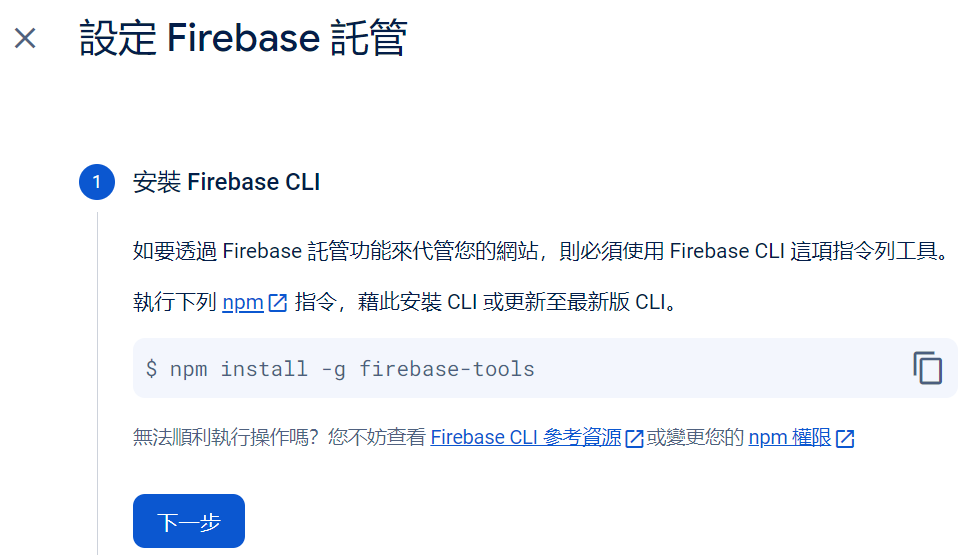 設定 Firebase 託管
1 安裝 Firebase CLI
如要透過 Firebase 託管功能來代管您的網站，則必須使用 Firebase CLI 這項指令列工具。
執行下列 npm 指令，藉此安裝 CLI 或更新至最新版 CLI。
$ npm install -g firebase-tools
無法順利執行操作嗎？您不妨查看 Firebase CLI 參考資源 或變更您的 npm 權限
下一步